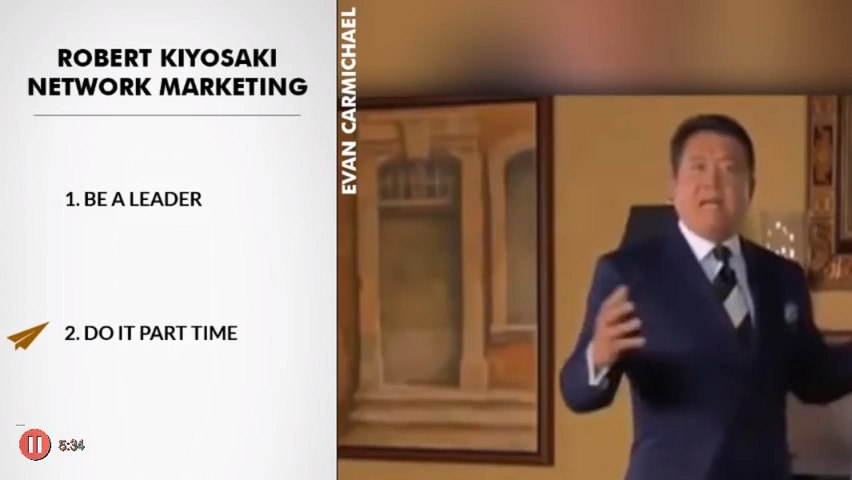 ROBERT KIYOSAKI
NETWORK MARKETING
EVAN CARMICHAEL
1. BE A LEADER
2. DO IT PART TIME
5:34